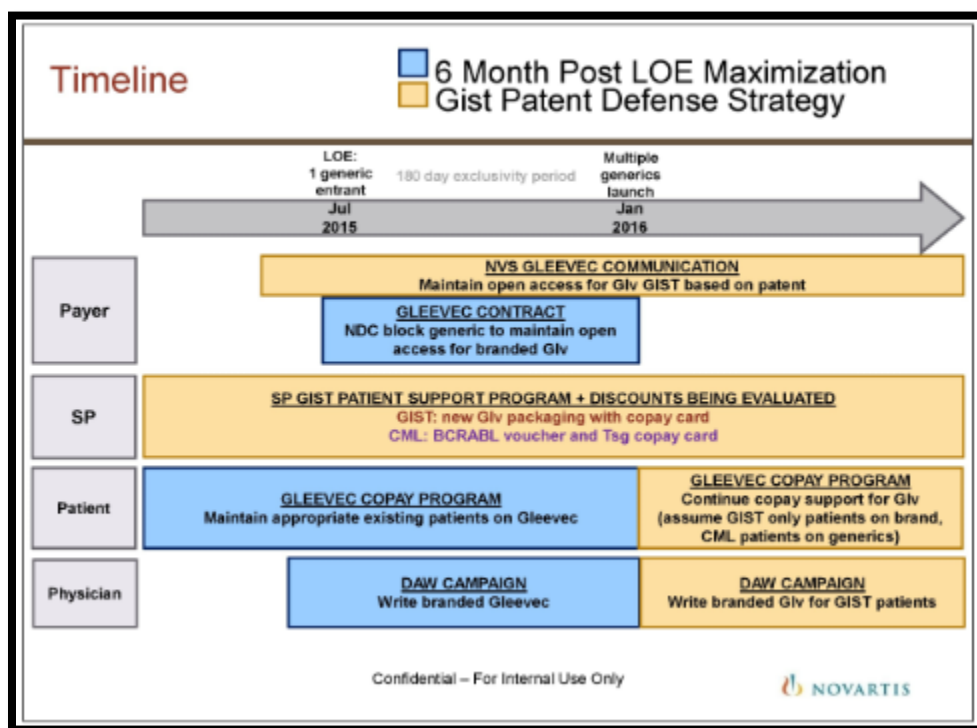 Timeline
6 Month Post LOE Maximization
Gist Patent Defense Strategy
LOE:
1 generic
entrant
Jul
2015
180 day exclusivity period
Multiple
generics
launch
Jan
2016
Payer
NVS GLEEVEC COMMUNICATION
Maintain open access for Glv GIST based on patent
GLEEVEC CONTRACT
NDC block generic to maintain open
access for branded Glv
SP
SP GIST PATIENT SUPPORT PROGRAM + DISCOUNTS BEING EVALUATED
GIST: new Glv packaging with copay card
CML: BCRABL voucher and Tsg copay card
Patient
GLEEVEC COPAY PROGRAM
Maintain appropriate existing patients on Gleevec
GLEEVEC COPAY PROGRAM
Continue copay support for Glv
(assume GIST only patients on brand,
CML patients on generics)
Physician
DAW CAMPAIGN
Write branded Gleevec
DAW CAMPAIGN
Write branded Glv for GIST patients
Confidential – For Internal Use Only
NOVARTIS